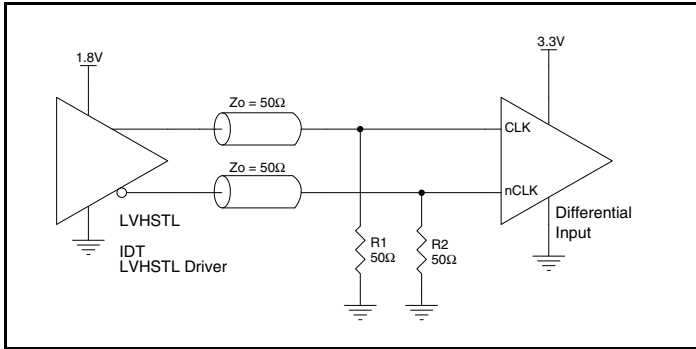 1.8V
3.3V
Zo = 50Ω
CLK
Zo = 50Ω
nCLK
LVHSTL
IDT
LVHSTL Driver
R1
50Ω
R2
50Ω
Differential
Input